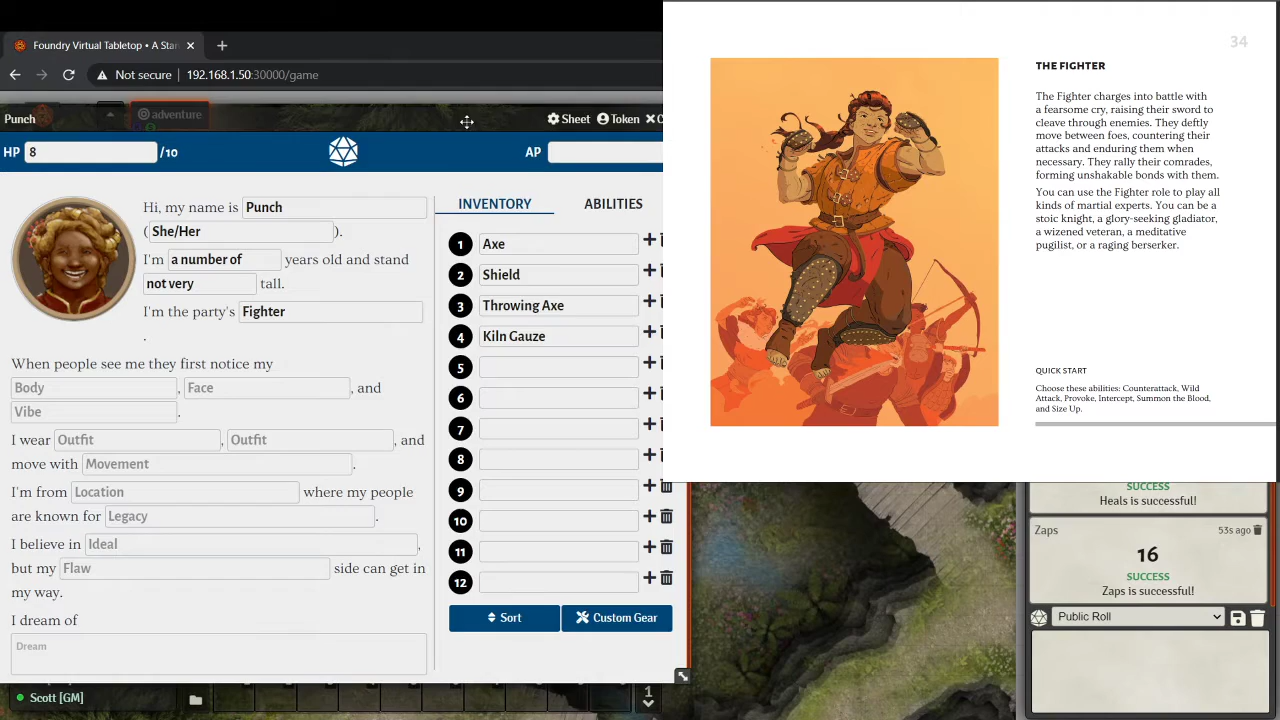 Foundry Virtual Tabletop • A Stan
Not secure
192.168.1.50:30000/game
Punch
adventure
Sheet
Token
Close
HP
8
/10
AP
Hi, my name is Punch
( She/Her ).
I'm a number of years old and stand
not very tall.
I'm the party's Fighter
.
When people see me they first notice my
Body , Face , and
Vibe .
I wear Outfit , Outfit , and
move with Movement .
I'm from Location where my people
are known for Legacy .
I believe in Ideal ,
but my Flaw side can get in
my way.
I dream of
Dream
INVENTORY
ABILITIES
1 Axe
2 Shield
3 Throwing Axe
4 Kiln Gauze
5
6
7
8
9
10
11
12
Sort
Custom Gear
Scott [GM]
1
34
THE FIGHTER
The Fighter charges into battle with
a fearsome cry, raising their sword to
cleave through enemies. They deftly
move between foes, countering their
attacks and enduring them when
necessary. They rally their comrades,
forming unshakable bonds with them.
You can use the Fighter role to play all
kinds of martial experts. You can be a
stoic knight, a glory-seeking gladiator,
a wizened veteran, a meditative
pugilist, or a raging berserker.
QUICK START
Choose these abilities: Counterattack, Wild
Attack, Provoke, Intercept, Summon the Blood,
and Size Up.
SUCCESS
Heals is successful!
Zaps
53s ago
16
SUCCESS
Zaps is successful!
Public Roll